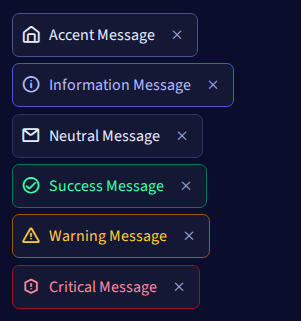 Accent Message
Information Message
Neutral Message
Success Message
Warning Message
Critical Message